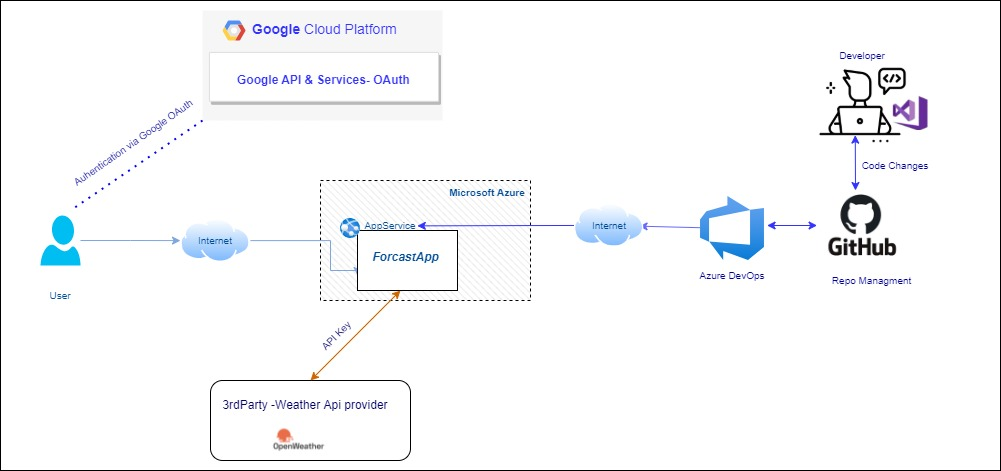 Google Cloud Platform
Google API & Services- OAuth
Auhentication via Google OAuth
Developer
</>
Code Changes
Microsoft Azure
AppService
ForcastApp
Internet
Internet
User
Azure DevOps
GitHub
Repo Managment
API Key
3rdParty -Weather Api provider
OpenWeather